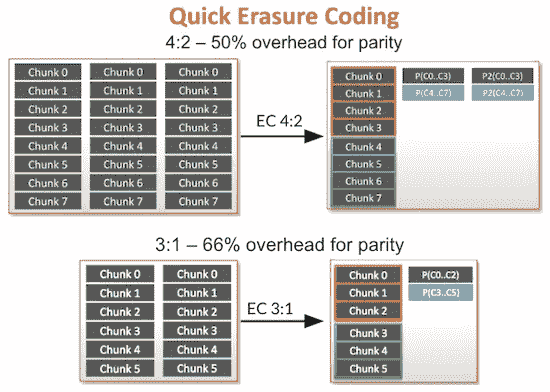 Quick Erasure Coding
4:2 – 50% overhead for parity
Chunk 0 Chunk 0 Chunk 0
Chunk 1 Chunk 1 Chunk 1
Chunk 2 Chunk 2 Chunk 2
Chunk 3 Chunk 3 Chunk 3
Chunk 4 Chunk 4 Chunk 4
Chunk 5 Chunk 5 Chunk 5
Chunk 6 Chunk 6 Chunk 6
Chunk 7 Chunk 7 Chunk 7
EC 4:2
Chunk 0 P(C0..C3) P2(C0..C3)
Chunk 1 P(C4..C7) P2(C4..C7)
Chunk 2
Chunk 3
Chunk 4
Chunk 5
Chunk 6
Chunk 7
3:1 – 66% overhead for parity
Chunk 0 Chunk 0
Chunk 1 Chunk 1
Chunk 2 Chunk 2
Chunk 3 Chunk 3
Chunk 4 Chunk 4
Chunk 5 Chunk 5
EC 3:1
Chunk 0 P(C0..C2)
Chunk 1 P(C3..C5)
Chunk 2
Chunk 3
Chunk 4
Chunk 5